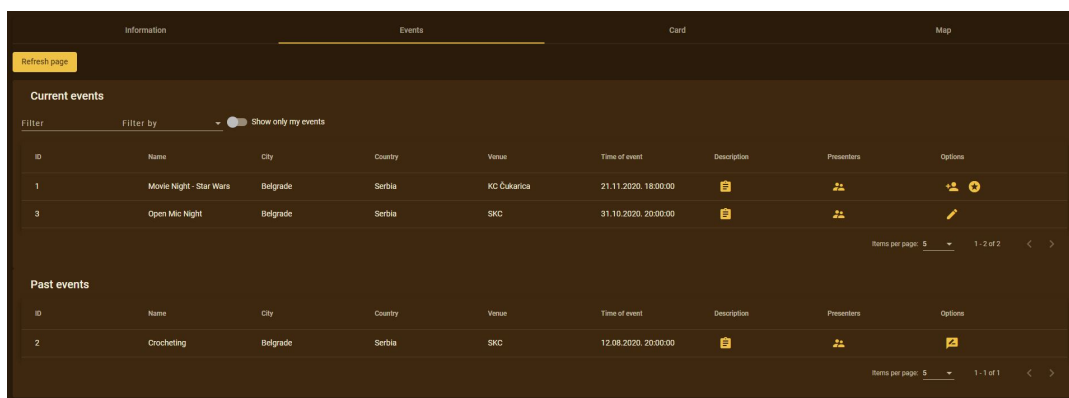 Information Events Card Map
Refresh page
Current events
Filter Filter by Show only my events
ID Name City Country Venue Time of event Description Presenters Options
1 Movie Night - Star Wars Belgrade Serbia KC Čukarica 21.11.2020. 18:00:00
3 Open Mic Night Belgrade Serbia SKC 31.10.2020. 20:00:00
Items per page: 5 1 - 2 of 2
Past events
ID Name City Country Venue Time of event Description Presenters Options
2 Crocheting Belgrade Serbia SKC 12.08.2020. 20:00:00
Items per page: 5 1 - 1 of 1